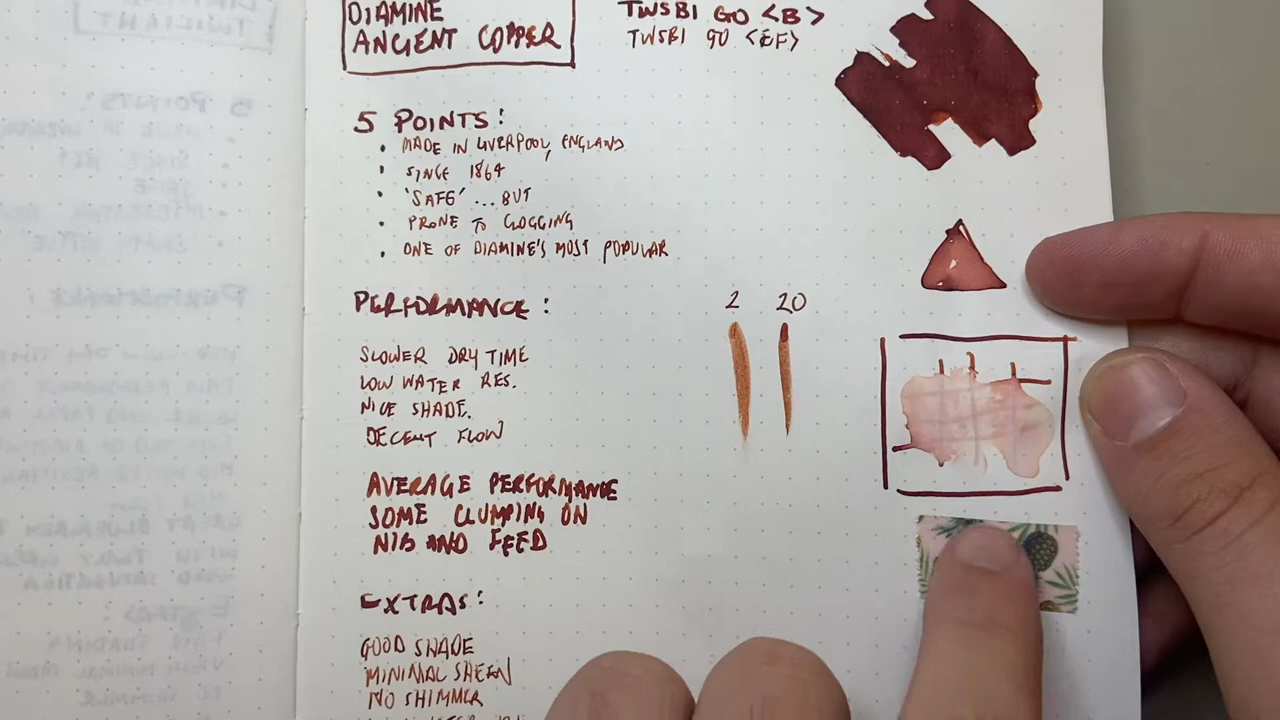 DIAMINE
ANCIENT COPPER
TWSBI GO <B>
TWSBI GO <EF>
5 POINTS:
• MADE IN LIVERPOOL, ENGLAND
• SINCE 1864
• 'SAFE' ... BUT
• PRONE TO CLOGGING
• ONE OF DIAMINE'S MOST POPULAR
PERFORMANCE:
2 20
SLOWER DRY TIME
LOW WATER RES.
NICE SHADE.
DECENT FLOW
AVERAGE PERFORMANCE
SOME CLUMPING ON
NIB AND FEED
EXTRAS:
GOOD SHADE
MINIMAL SHEEN
NO SHIMMER